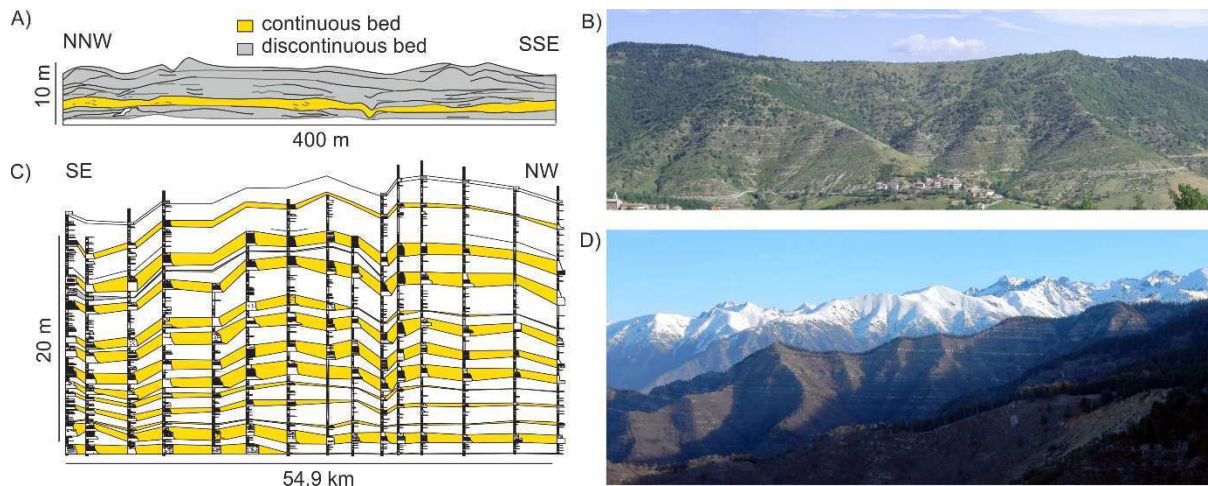 A)
continuous bed
discontinuous bed
NNW
SSE
10 m
400 m
B)
C)
SE
NW
20 m
54.9 km
D)